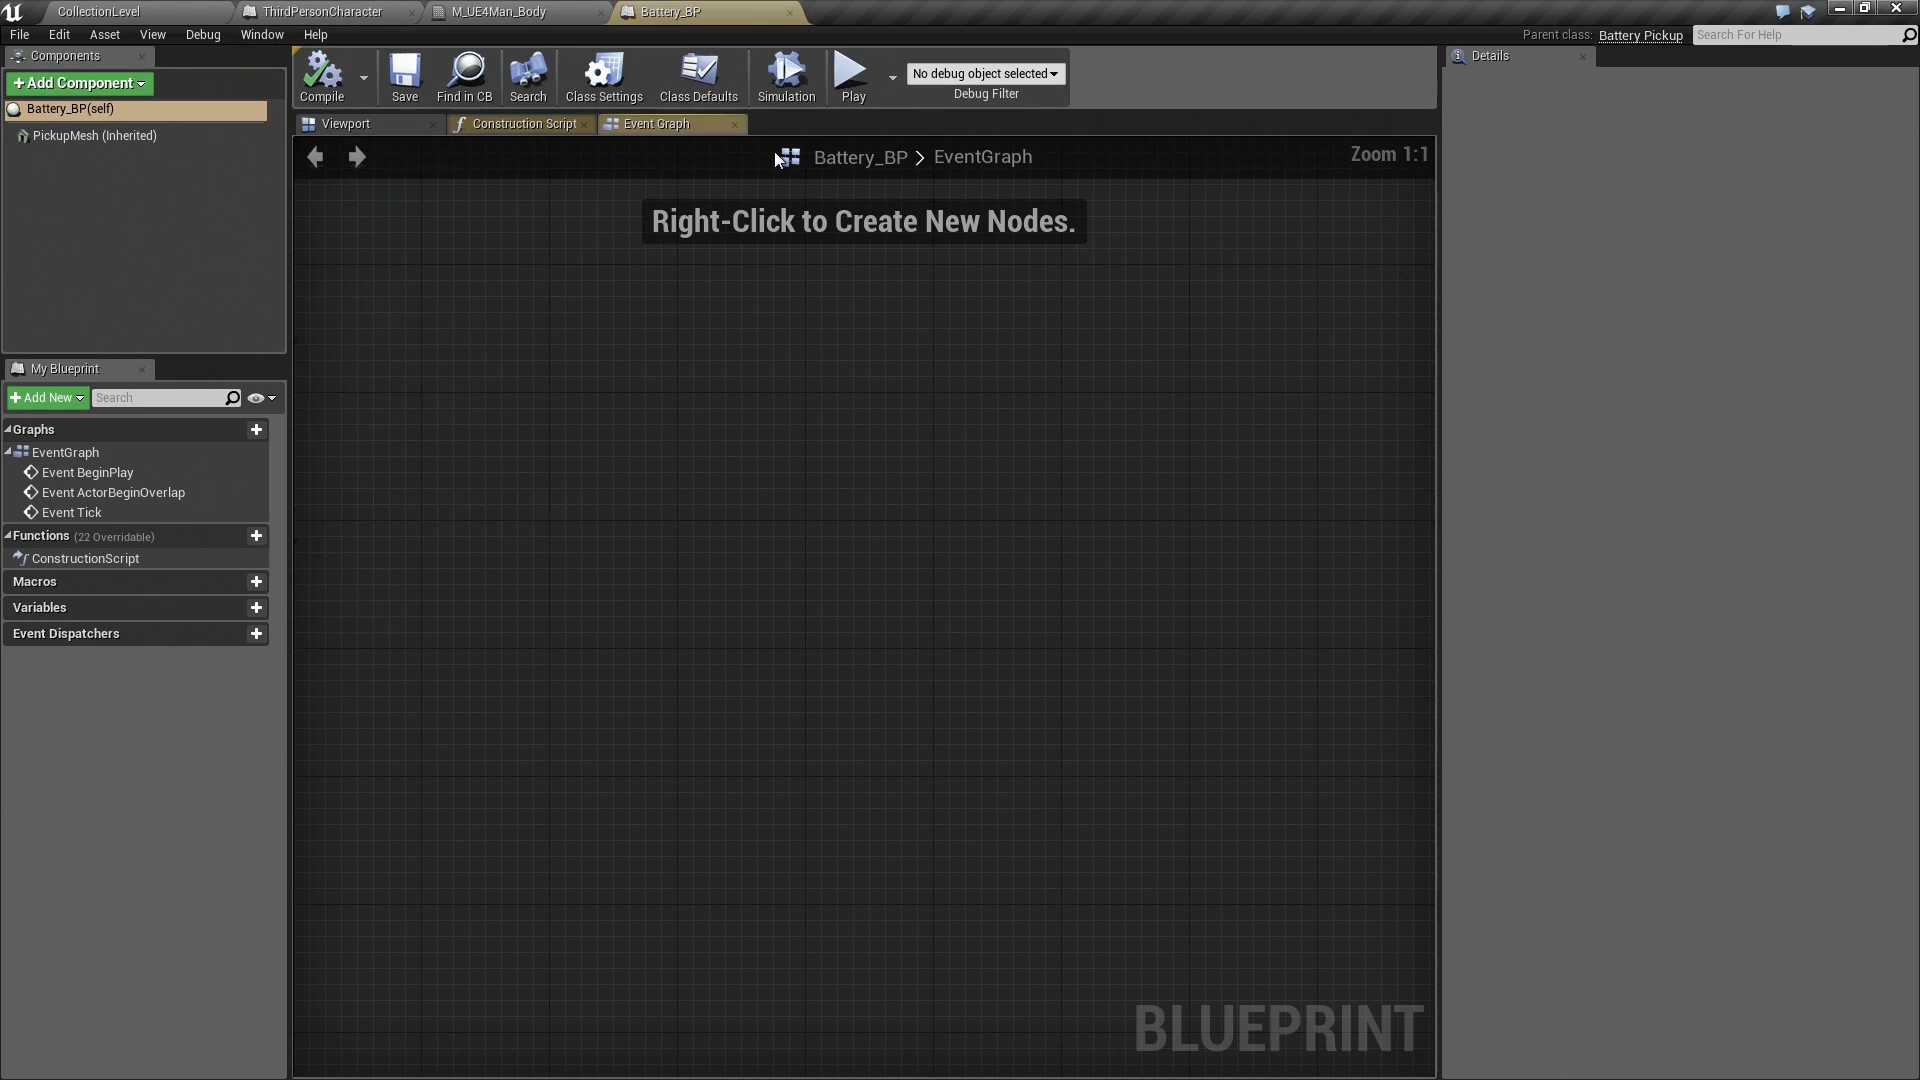 CollectionLevel
ThirdPersonCharacter
M_UE4Man_Body
Battery_BP
File Edit Asset View Debug Window Help
Parent class: Battery Pickup
Search For Help
Components
+ Add Component
Battery_BP(self)
PickupMesh (Inherited)
Compile
Save
Find in CB
Search
Class Settings
Class Defaults
Simulation
Play
No debug object selected
Debug Filter
Details
Viewport
Construction Script
Event Graph
Battery_BP > EventGraph
Zoom 1:1
Right-Click to Create New Nodes.
My Blueprint
+ Add New
Search
Graphs
EventGraph
Event BeginPlay
Event ActorBeginOverlap
Event Tick
Functions (22 Overridable)
ConstructionScript
Macros
Variables
Event Dispatchers
BLUEPRINT